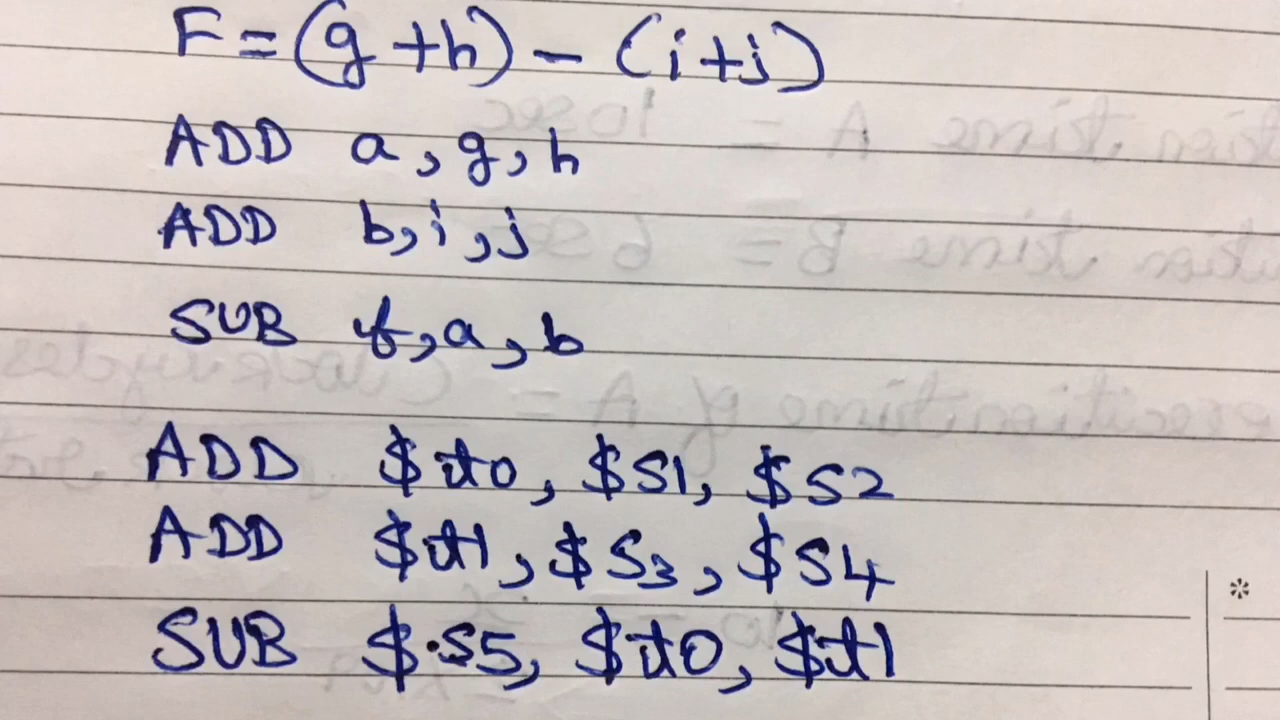 F = (g + h) - (i + j)
ADD a, g, h
ADD b, i, j
SUB f, a, b
ADD $t0, $S1, $S2
ADD $t1, $S3, $S4
SUB $S5, $t0, $t1
*